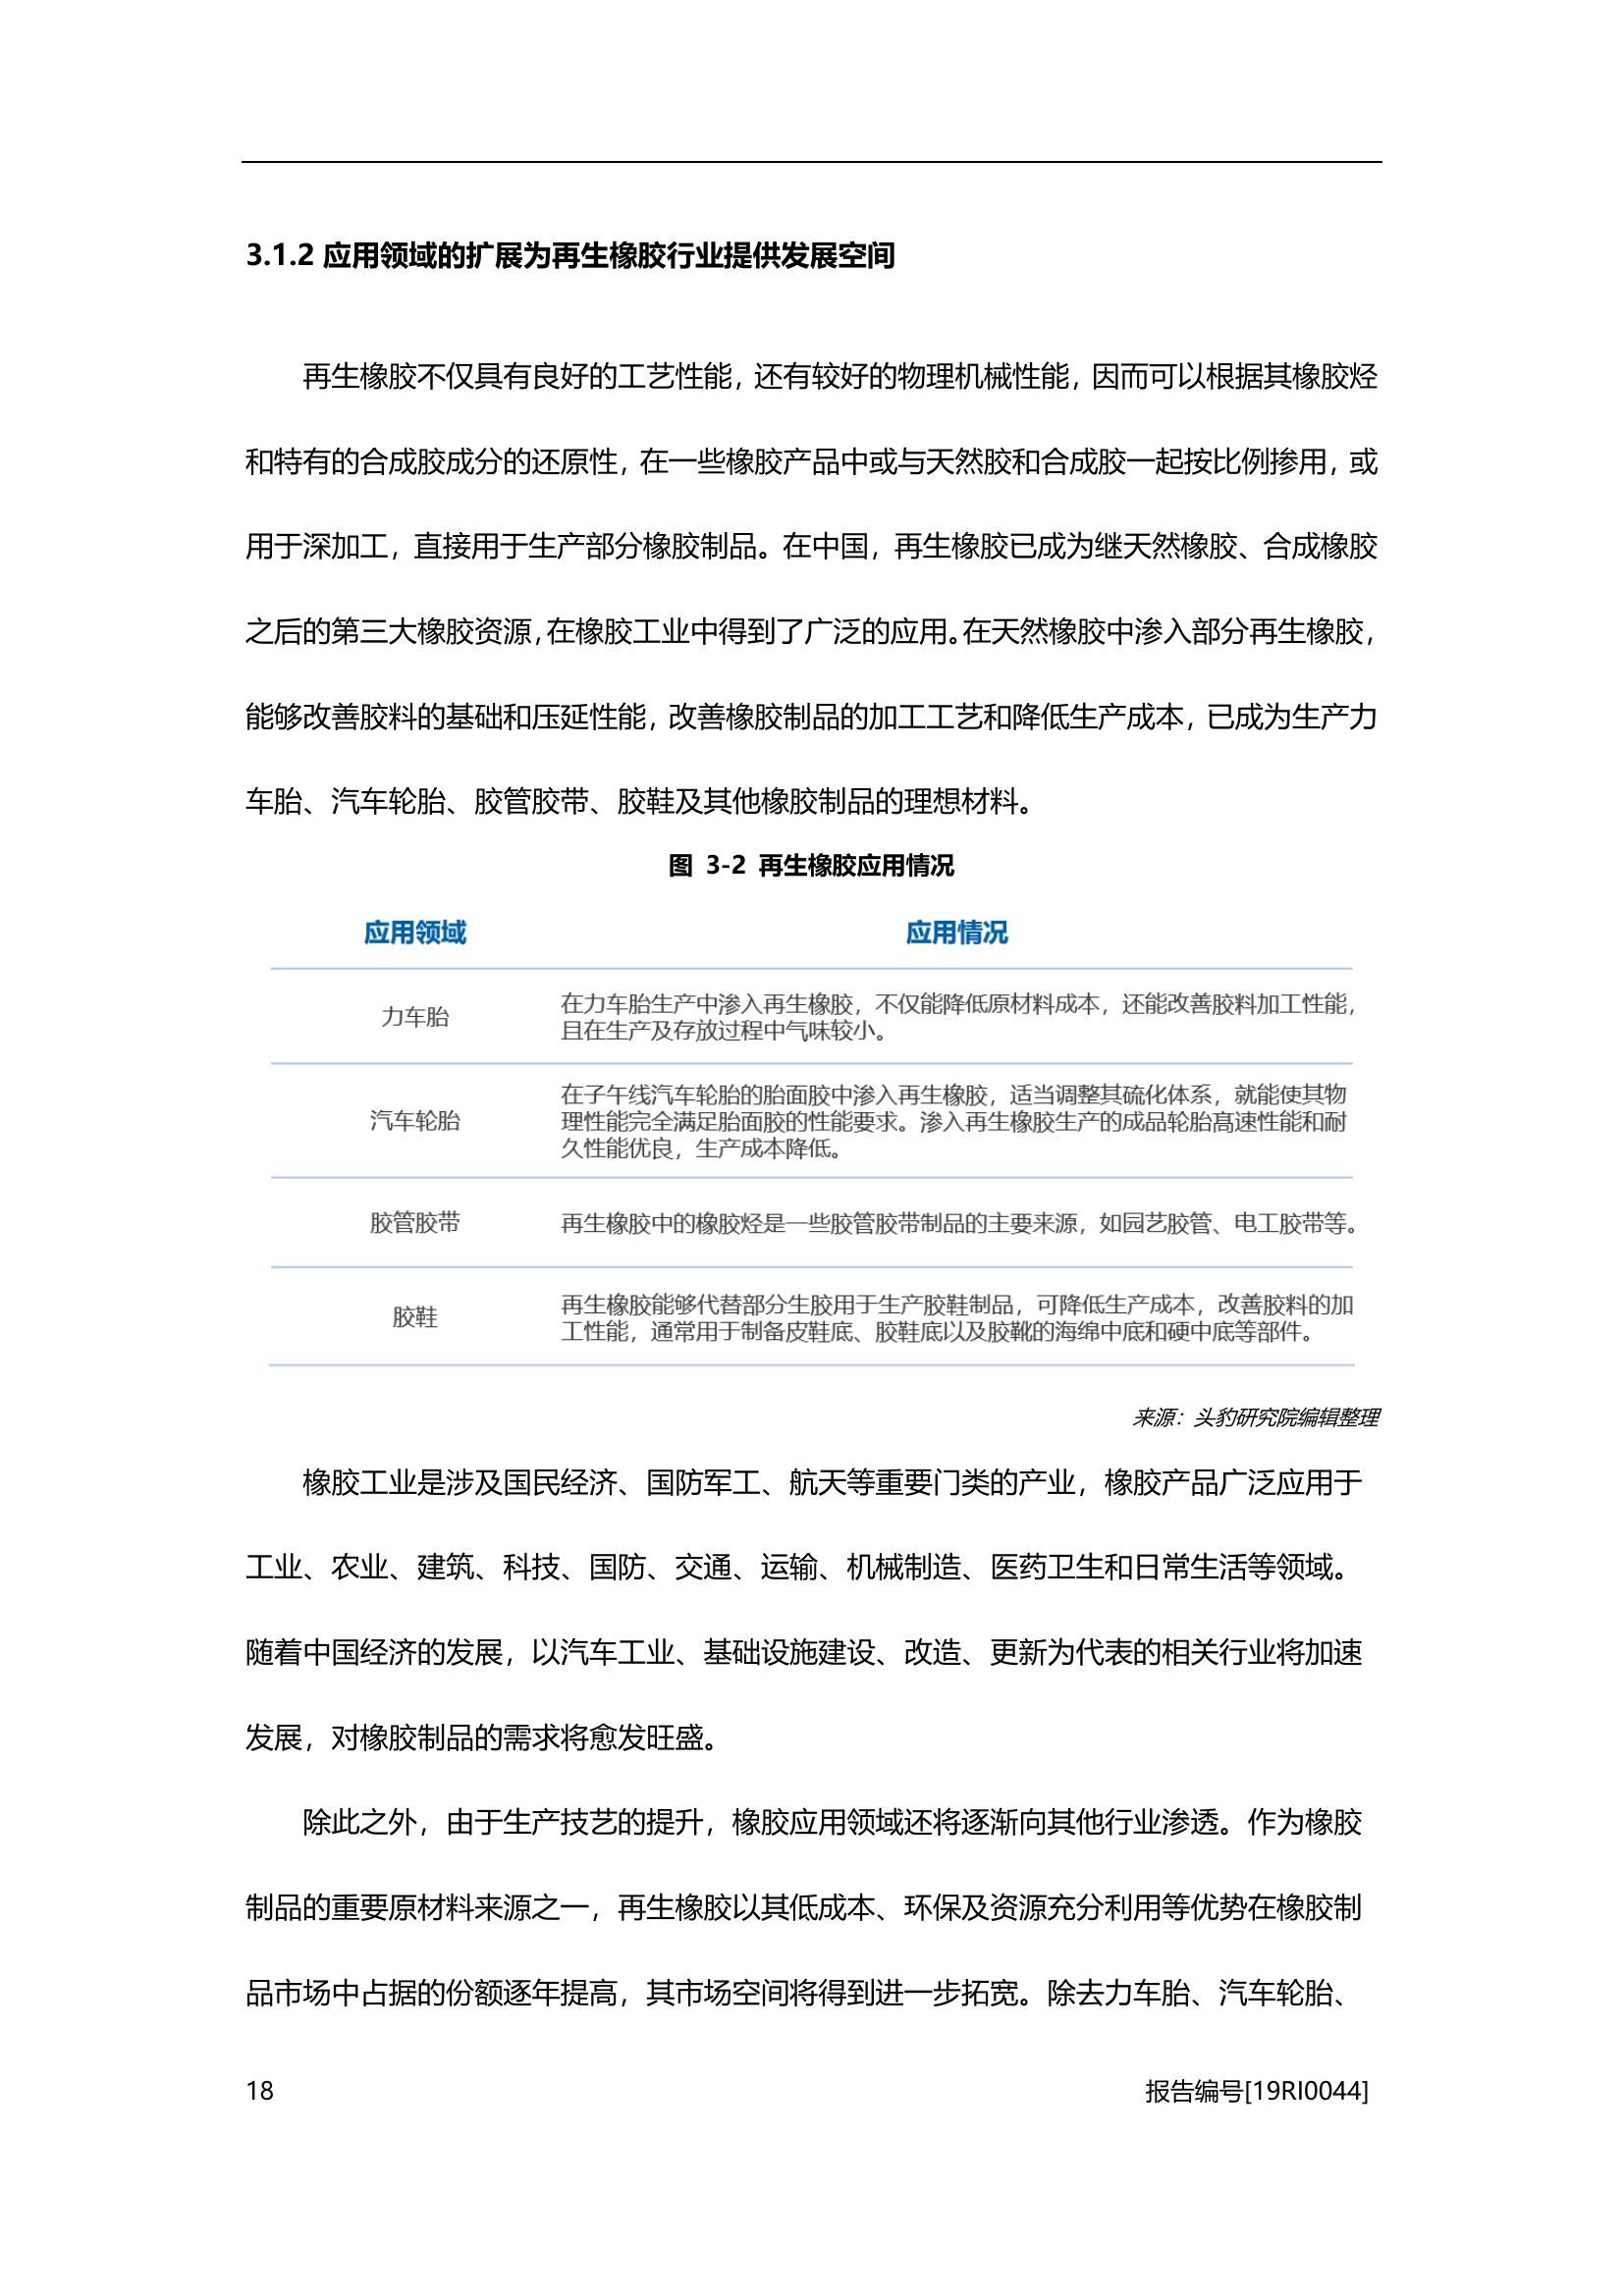 3.1.2 应用领域的扩展为再生橡胶行业提供发展空间
再生橡胶不仅具有良好的工艺性能，还有较好的物理机械性能，因而可以根据其橡胶烃
和特有的合成胶成分的还原性，在一些橡胶产品中或与天然胶和合成胶一起按比例掺用，或
用于深加工，直接用于生产部分橡胶制品。在中国，再生橡胶已成为继天然橡胶、合成橡胶
之后的第三大橡胶资源，在橡胶工业中得到了广泛的应用。在天然橡胶中渗入部分再生橡胶，
能够改善胶料的基础和压延性能，改善橡胶制品的加工工艺和降低生产成本，已成为生产力
车胎、汽车轮胎、胶管胶带、胶鞋及其他橡胶制品的理想材料。
图 3-2 再生橡胶应用情况
应用领域 应用情况
力车胎
在力车胎生产中渗入再生橡胶，不仅能降低原材料成本，还能改善胶料加工性能，
且在生产及存放过程中气味较小。
汽车轮胎
在子午线汽车轮胎的胎面胶中渗入再生橡胶，适当调整其硫化体系，就能使其物
理性能完全满足胎面胶的性能要求。渗入再生橡胶生产的成品轮胎高速性能和耐
久性能优良，生产成本降低。
胶管胶带
再生橡胶中的橡胶烃是一些胶管胶带制品的主要来源，如园艺胶管、电工胶带等。
胶鞋
再生橡胶能够代替部分生胶用于生产胶鞋制品，可降低生产成本，改善胶料的加
工性能，通常用于制备皮鞋底、胶鞋底以及胶靴的海绵中底和硬中底等部件。
来源：头豹研究院编辑整理
橡胶工业是涉及国民经济、国防军工、航天等重要门类的产业，橡胶产品广泛应用于
工业、农业、建筑、科技、国防、交通、运输、机械制造、医药卫生和日常生活等领域。
随着中国经济的发展，以汽车工业、基础设施建设、改造、更新为代表的相关行业将加速
发展，对橡胶制品的需求将愈发旺盛。
除此之外，由于生产技艺的提升，橡胶应用领域还将逐渐向其他行业渗透。作为橡胶
制品的重要原材料来源之一，再生橡胶以其低成本、环保及资源充分利用等优势在橡胶制
品市场中占据的份额逐年提高，其市场空间将得到进一步拓宽。除去力车胎、汽车轮胎、
18 报告编号[19RI0044]